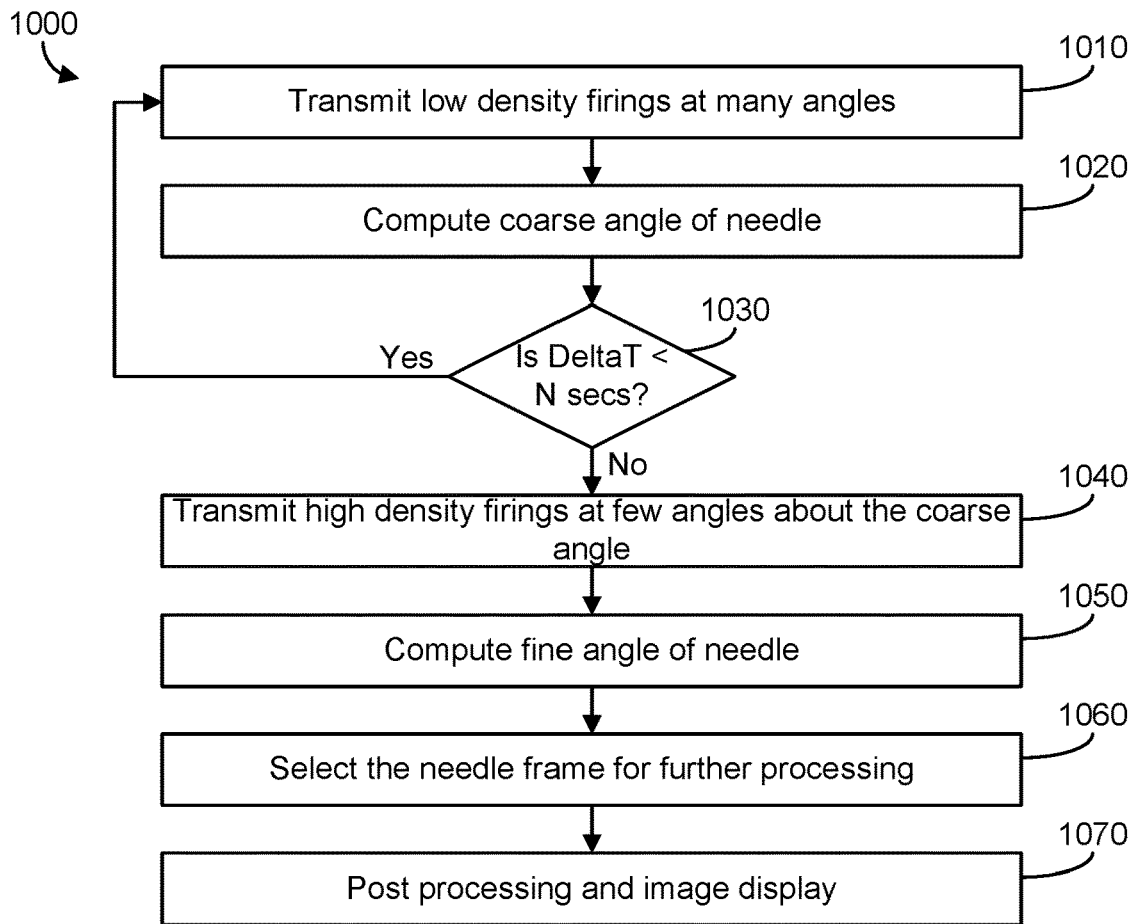 1000
1010
Transmit low density firings at many angles
1020
Compute coarse angle of needle
1030
Is DeltaT <
N secs?
Yes
No
1040
Transmit high density firings at few angles about the coarse
angle
1050
Compute fine angle of needle
1060
Select the needle frame for further processing
1070
Post processing and image display